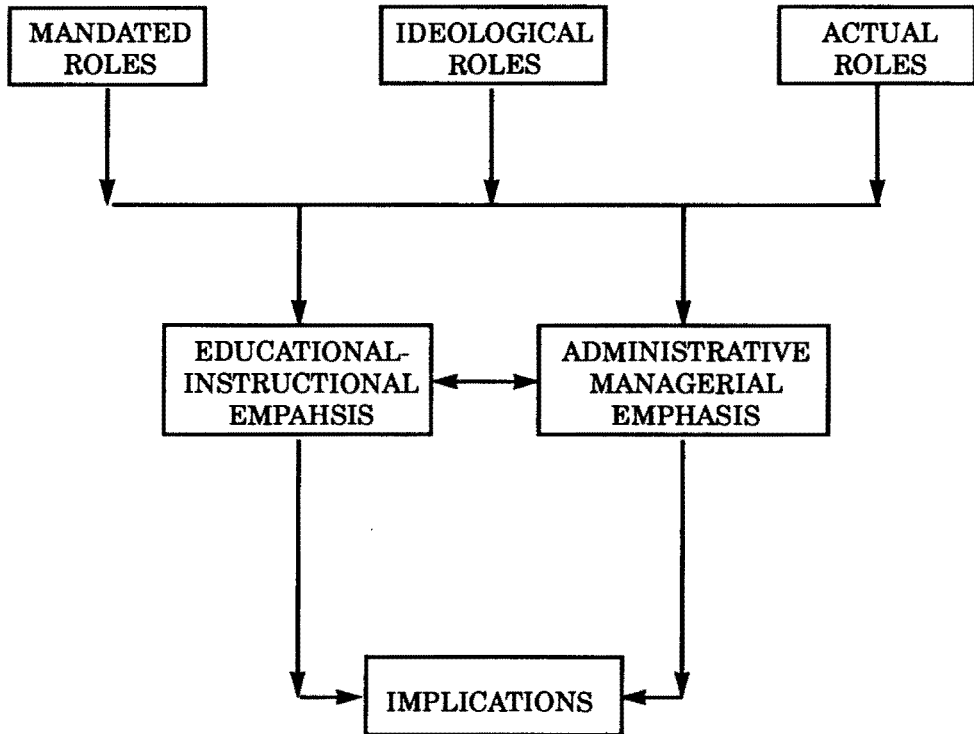 MANDATED
ROLES
IDEOLOGICAL
ROLES
ACTUAL
ROLES
EDUCATIONAL-
INSTRUCTIONAL
EMPAHSIS
ADMINISTRATIVE
MANAGERIAL
EMPHASIS
IMPLICATIONS